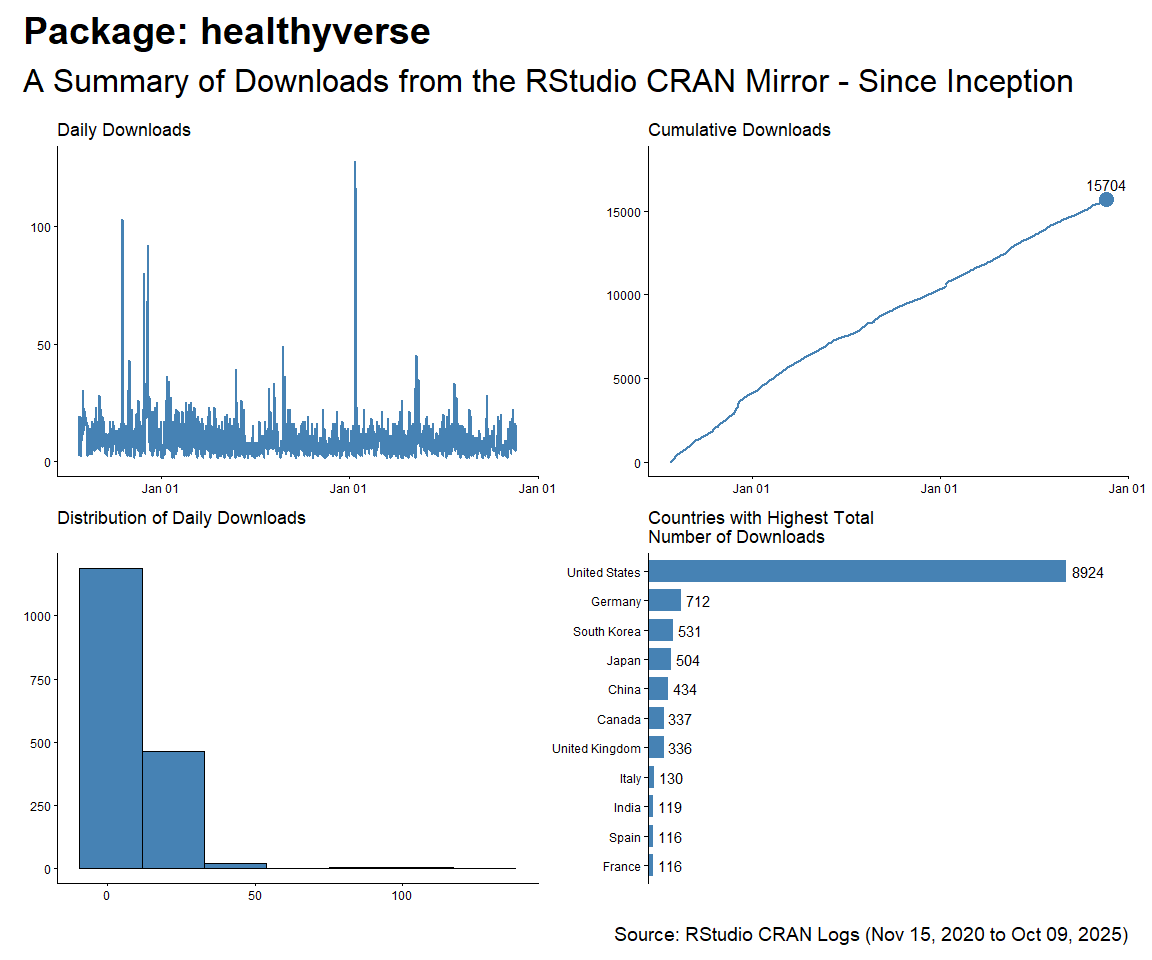 Package: healthyverse
A Summary of Downloads from the RStudio CRAN Mirror - Since Inception
Daily Downloads
100
50
0
Jan 01
Jan 01
Jan 01
Cumulative Downloads
15704
15000
10000
5000
0
Jan 01
Jan 01
Jan 01
Distribution of Daily Downloads
1000
750
500
250
0
0
50
100
Countries with Highest Total
Number of Downloads
United States 8924
Germany 712
South Korea 531
Japan 504
China 434
Canada 337
United Kingdom 336
Italy 130
India 119
Spain 116
France 116
Source: RStudio CRAN Logs (Nov 15, 2020 to Oct 09, 2025)